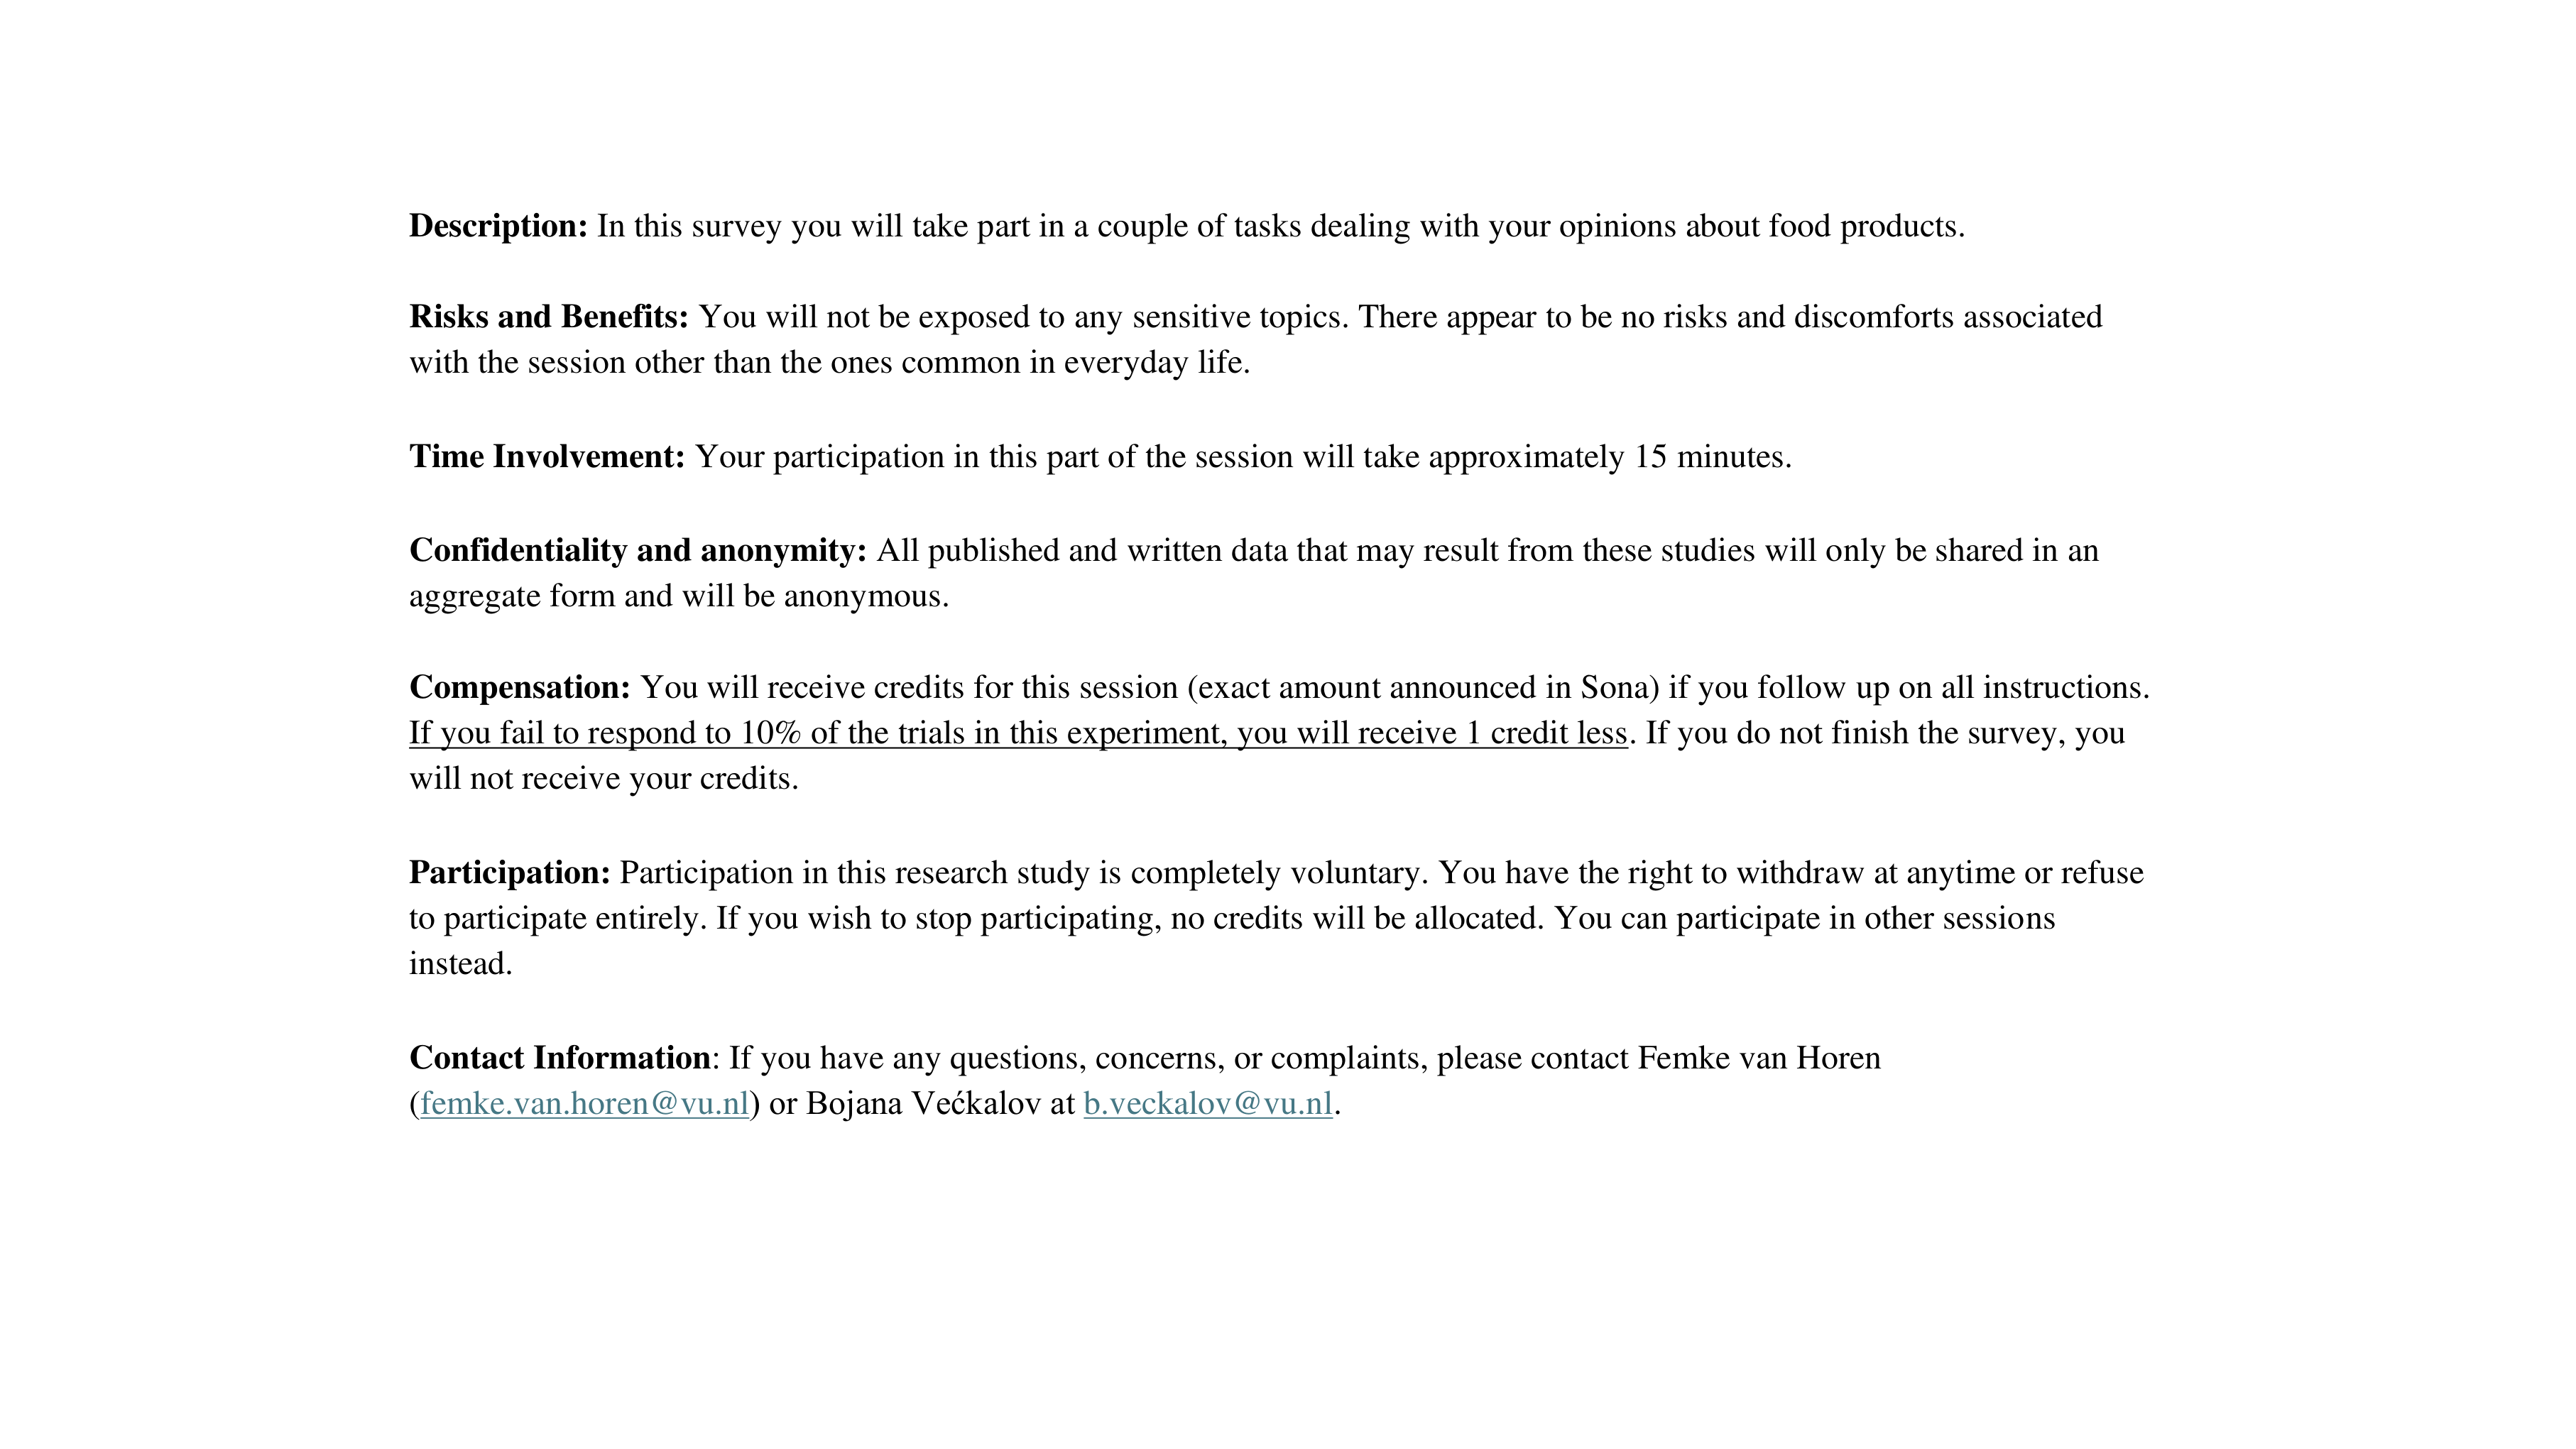 Description: In this survey you will take part in a couple of tasks dealing with your opinions about food products.
Risks and Benefits: You will not be exposed to any sensitive topics. There appear to be no risks and discomforts associated
with the session other than the ones common in everyday life.
Time Involvement: Your participation in this part of the session will take approximately 15 minutes.
Confidentiality and anonymity: All published and written data that may result from these studies will only be shared in an
aggregate form and will be anonymous.
Compensation: You will receive credits for this session (exact amount announced in Sona) if you follow up on all instructions.
If you fail to respond to 10% of the trials in this experiment, you will receive 1 credit less. If you do not finish the survey, you
will not receive your credits.
Participation: Participation in this research study is completely voluntary. You have the right to withdraw at anytime or refuse
to participate entirely. If you wish to stop participating, no credits will be allocated. You can participate in other sessions
instead.
Contact Information: If you have any questions, concerns, or complaints, please contact Femke van Horen
(femke.van.horen@vu.nl) or Bojana Većkalov at b.veckalov@vu.nl.